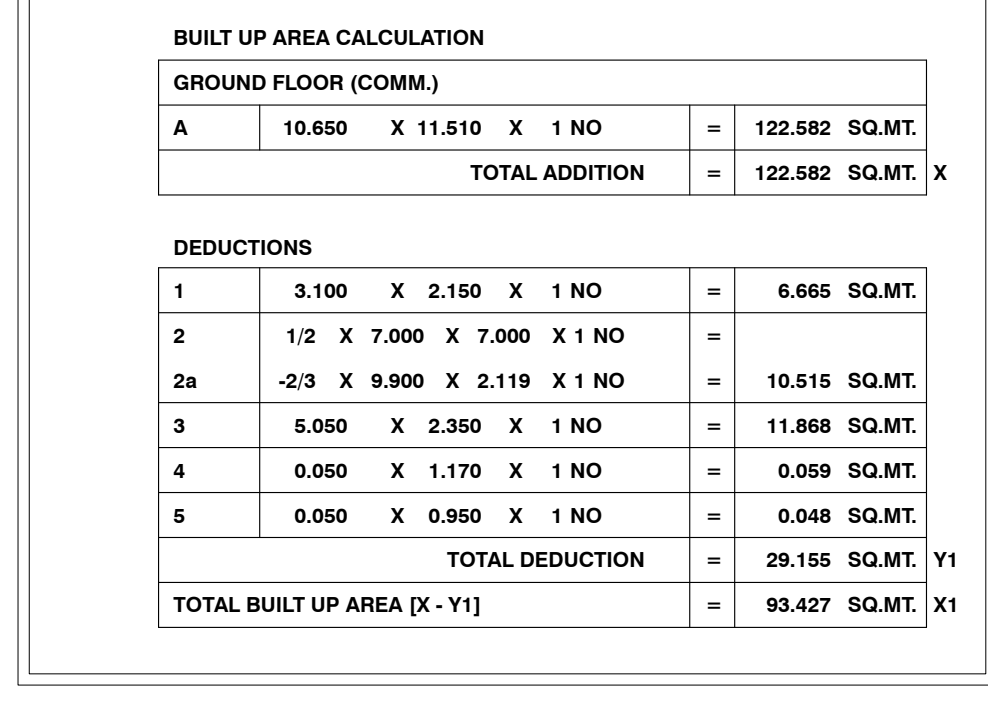 BUILT UP AREA CALCULATION
GROUND FLOOR (COMM.)
A 10.650 X 11.510 X 1 NO = 122.582 SQ.MT.
TOTAL ADDITION = 122.582 SQ.MT. X
DEDUCTIONS
1 3.100 X 2.150 X 1 NO = 6.665 SQ.MT.
2 1/2 X 7.000 X 7.000 X 1 NO =
2a -2/3 X 9.900 X 2.119 X 1 NO = 10.515 SQ.MT.
3 5.050 X 2.350 X 1 NO = 11.868 SQ.MT.
4 0.050 X 1.170 X 1 NO = 0.059 SQ.MT.
5 0.050 X 0.950 X 1 NO = 0.048 SQ.MT.
TOTAL DEDUCTION = 29.155 SQ.MT. Y1
TOTAL BUILT UP AREA [X - Y1] = 93.427 SQ.MT. X1